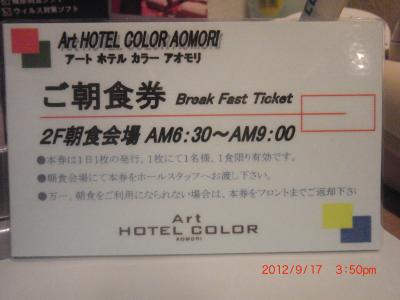 ウィルス対策ソフト
Art HOTEL COLOR AOMORI
アート ホテル カラー アオモリ
ご朝食券 Break Fast Ticket
2F朝食会場 AM6:30～AM9:00
●本券は1日1枚の発行。1枚にて1名様、1食限り有効です。
●朝食会場にて本券をホールスタッフへお渡し下さい。
●万一、朝食をご利用になられない場合は、本券をフロントまでご返却下さい
Art
HOTEL COLOR
AOMORI
2012/9/17 3:50pm